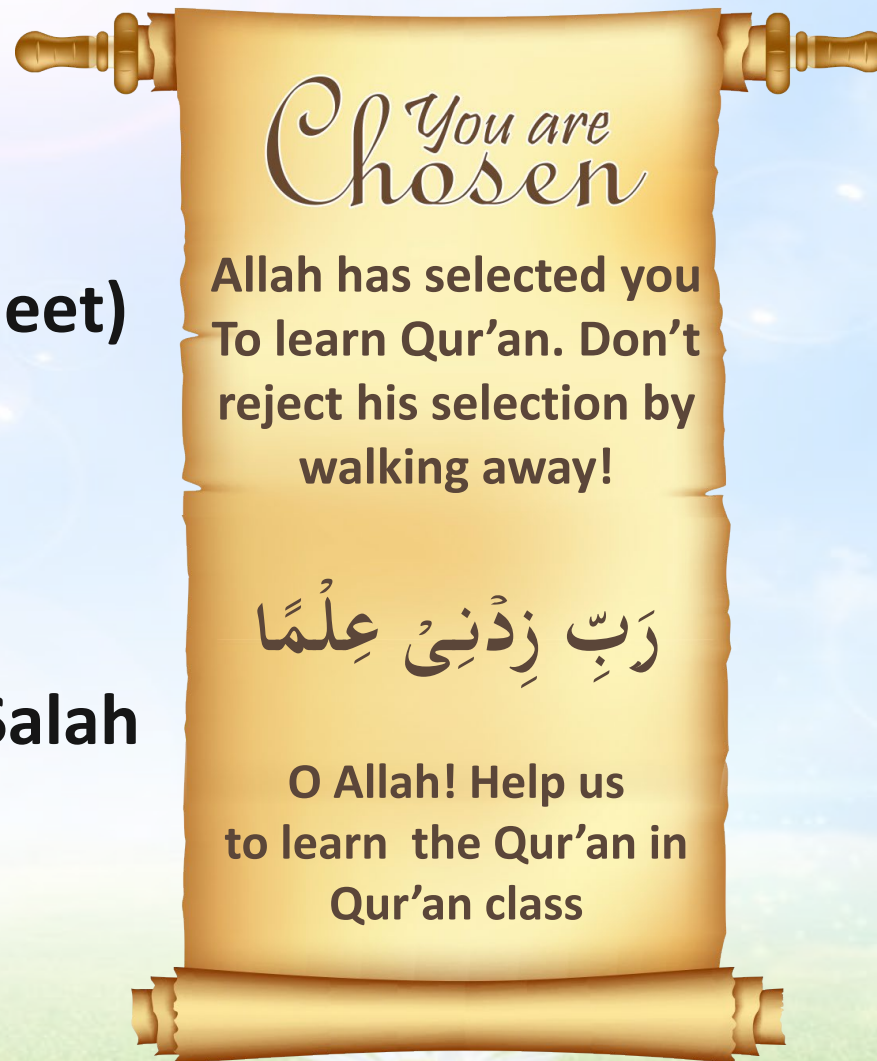 You are
Chosen
Allah has selected you
To learn Qur’an. Don’t
reject his selection by
walking away!
رَبِّ زِدْنِیْ عِلْمًا
O Allah! Help us
to learn  the Qur’an in
Qur’an class
eet)
Salah